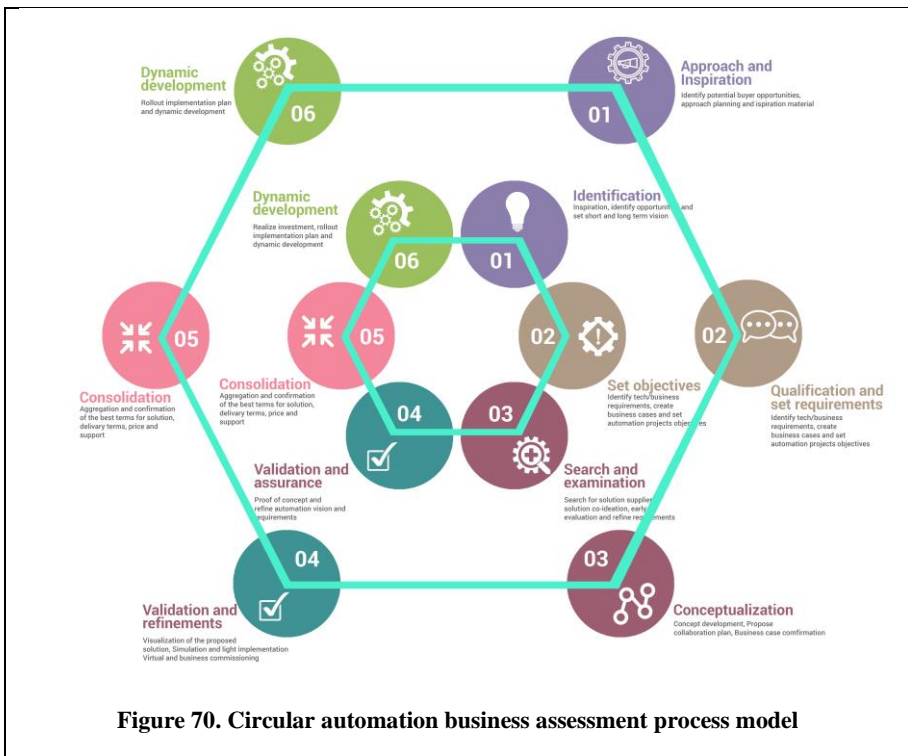 Dynamic
development
Rollout implementation plan
and dynamic development
06
01
Approach and
Inspiration
Identify potential buyer opportunities,
approach planning and ispiration material
Dynamic
development
Realize investment, rollout
implementation plan and
dynamic development
06
01
Identification
Inspiration, identify opportunities and
set short and long term vision
05
Consolidation
Aggregation and confirmation
of the best terms for solution,
delivery terms, price and
support
05
Consolidation
Aggregation and confirmation
of the best terms for solution,
delivery terms, price and
support
02
Set objectives
Identify tech/business
requirements, create
business cases and set
automation projects objectives
02
Qualification and
set requirements
Identify tech/business
requirements, create
business cases and set
automation projects objectives
04
Validation and
assurance
Proof of concept and
refine automation vision and
requirements
03
Search and
examination
Search for solution supplier,
solution co-ideation, early
evaluation and refine requirements
04
Validation and
refinements
Visualization of the proposed
solution, Simulation and light implementation
Virtual and business commissioning
03
Conceptualization
Concept development, Propose
collaboration plan, Business case comfirmation
Figure 70. Circular automation business assessment process model